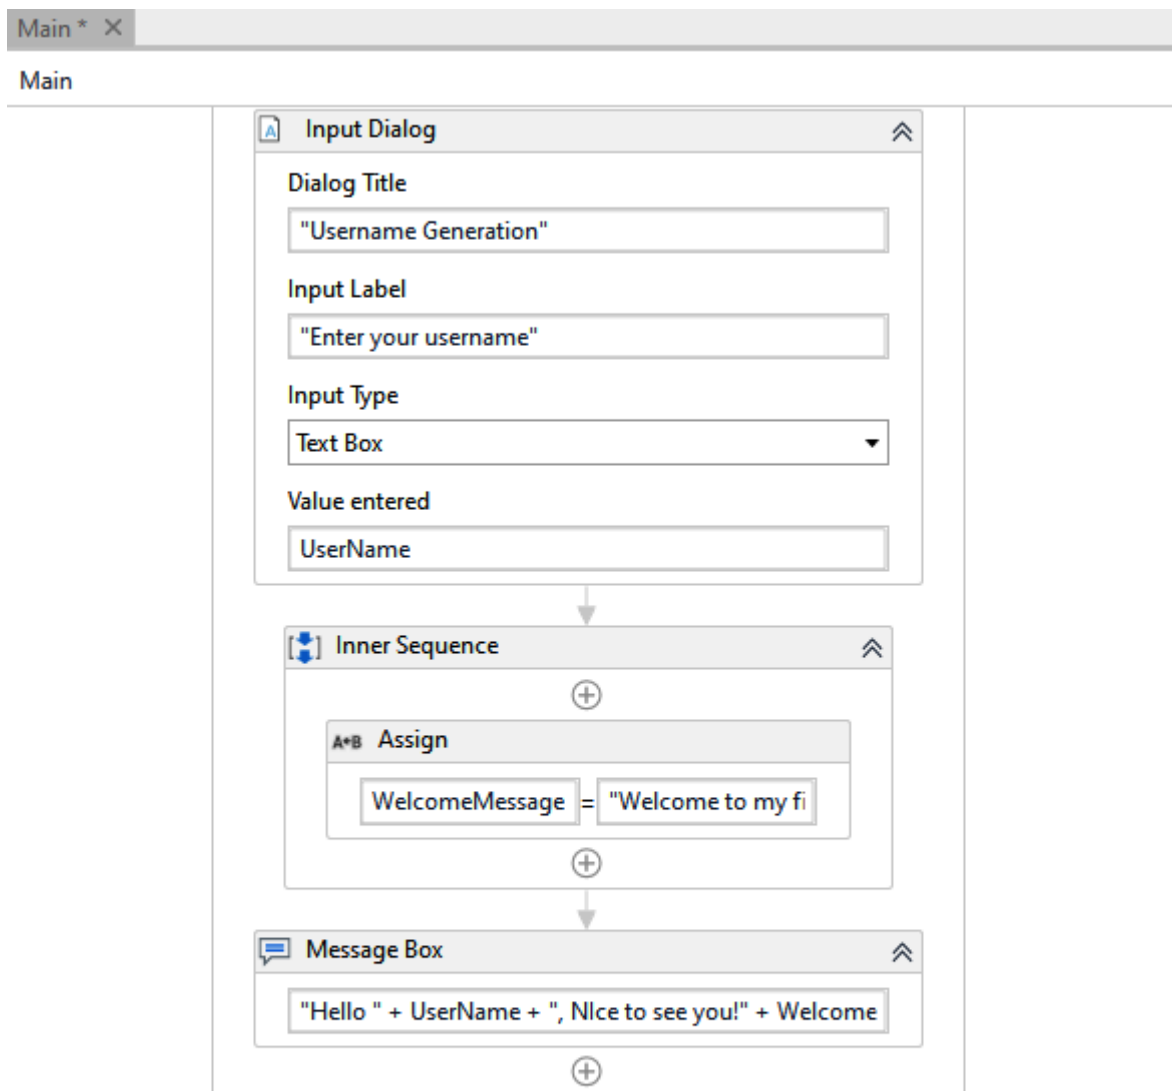 Main *
Main
Input Dialog
Dialog Title
"Username Generation"
Input Label
"Enter your username"
Input Type
Text Box
Value entered
UserName
Inner Sequence
A*B Assign
WelcomeMessage = "Welcome to my fi
Message Box
"Hello " + UserName + ", NIce to see you!" + Welcome